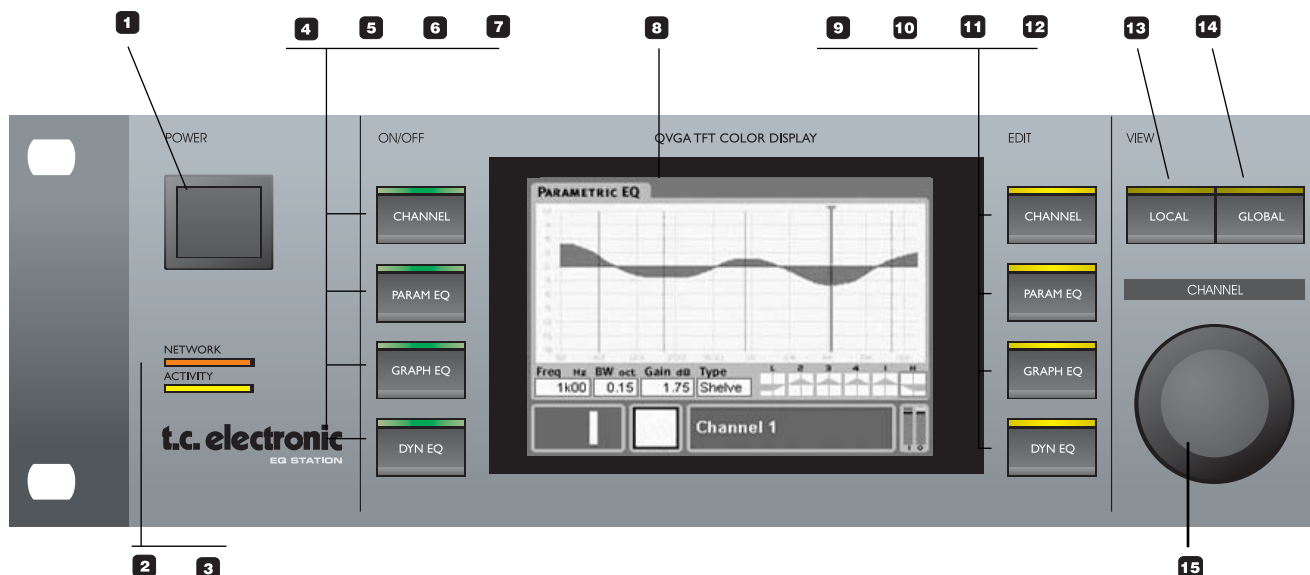 1 4 5 6 7 8 9 10 11 12 13 14
POWER ON/OFF QVGA TFT COLOR DISPLAY EDIT VIEW
PARAMETRIC EQ
CHANNEL CHANNEL LOCAL GLOBAL
PARAM EQ PARAM EQ CHANNEL
NETWORK
ACTIVITY
GRAPH EQ GRAPH EQ
L 2 3 4 H
Freq Hz BW oct. Gain dB Type
1k00 0.15 1.75 Shelve
Channel 1
t.c. electronic
EQ STATION
DYN EQ DYN EQ
I O
2 3 15